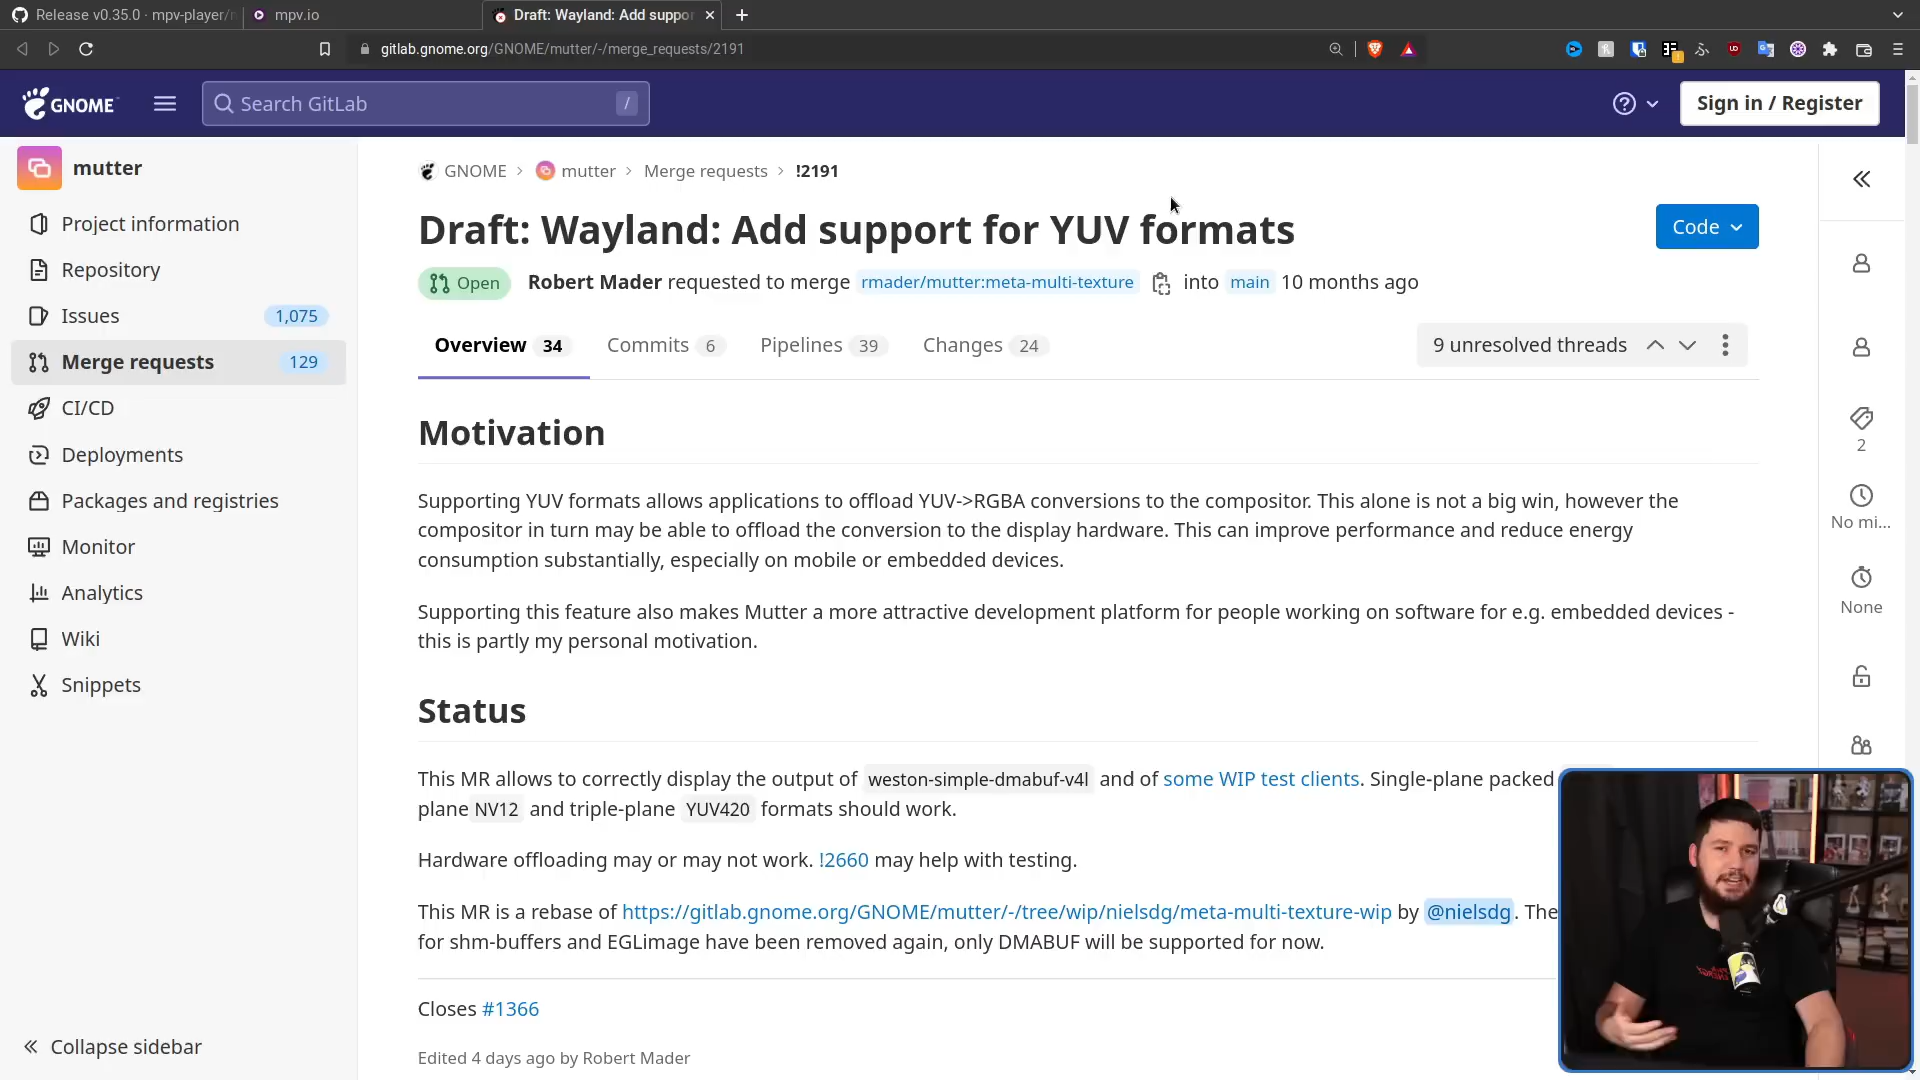 Release v0.35.0 · mpv-player/
mpv.io
Draft: Wayland: Add suppor
gitlab.gnome.org/GNOME/mutter/-/merge_requests/2191
GNOME
Search GitLab
/
Sign in / Register
mutter
Project information
Repository
Issues 1,075
Merge requests 129
CI/CD
Deployments
Packages and registries
Monitor
Analytics
Wiki
Snippets
Collapse sidebar
GNOME > mutter > Merge requests > !2191
Draft: Wayland: Add support for YUV formats
Code
Open Robert Mader requested to merge rmader/mutter:meta-multi-texture into main 10 months ago
Overview 34 Commits 6 Pipelines 39 Changes 24
9 unresolved threads
Motivation
Supporting YUV formats allows applications to offload YUV->RGBA conversions to the compositor. This alone is not a big win, however the
compositor in turn may be able to offload the conversion to the display hardware. This can improve performance and reduce energy
consumption substantially, especially on mobile or embedded devices.
Supporting this feature also makes Mutter a more attractive development platform for people working on software for e.g. embedded devices -
this is partly my personal motivation.
Status
This MR allows to correctly display the output of weston-simple-dmabuf-v4l and of some WIP test clients. Single-plane packed
plane NV12 and triple-plane YUV420 formats should work.
Hardware offloading may or may not work. !2660 may help with testing.
This MR is a rebase of https://gitlab.gnome.org/GNOME/mutter/-/tree/wip/nielsdg/meta-multi-texture-wip by @nielsdg. The
for shm-buffers and EGLimage have been removed again, only DMABUF will be supported for now.
Closes #1366
Edited 4 days ago by Robert Mader
2
No mi...
None